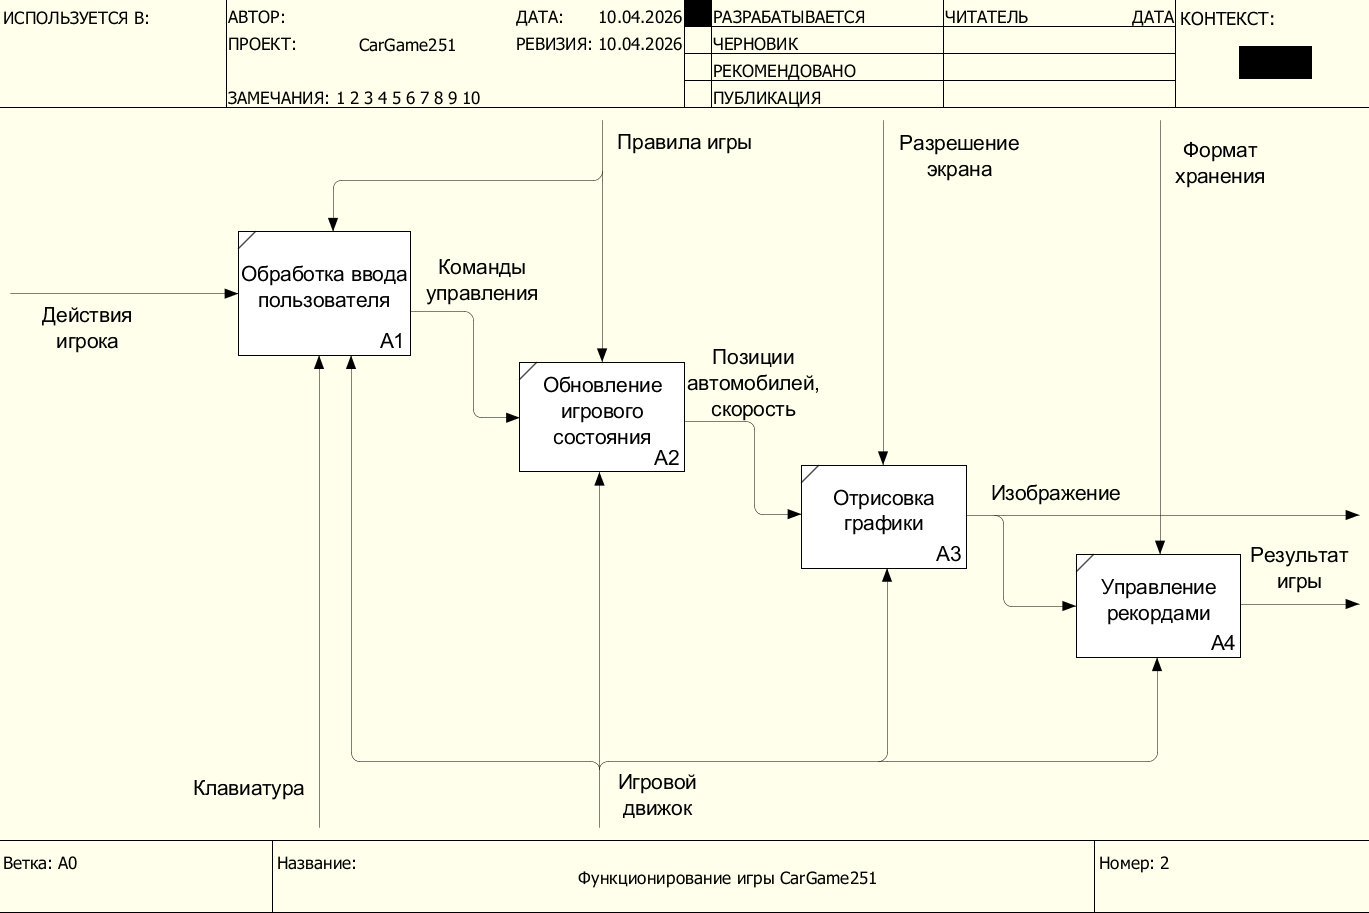 ИСПОЛЬЗУЕТСЯ В:
АВТОР:
ДАТА: 10.04.2026
РАЗРАБАТЫВАЕТСЯ
ЧИТАТЕЛЬ
ДАТА
КОНТЕКСТ:
ПРОЕКТ: CarGame251
РЕВИЗИЯ: 10.04.2026
ЧЕРНОВИК
РЕКОМЕНДОВАНО
ЗАМЕЧАНИЯ: 1 2 3 4 5 6 7 8 9 10
ПУБЛИКАЦИЯ
Правила игры
Разрешение
экрана
Формат
хранения
Действия
игрока
Обработка ввода
пользователя
A1
Команды
управления
Обновление
игрового
состояния
A2
Позиции
автомобилей,
скорость
Отрисовка
графики
A3
Изображение
Управление
рекордами
A4
Результат
игры
Клавиатура
Игровой
движок
Ветка: A0
Название:
Функционирование игры CarGame251
Номер: 2